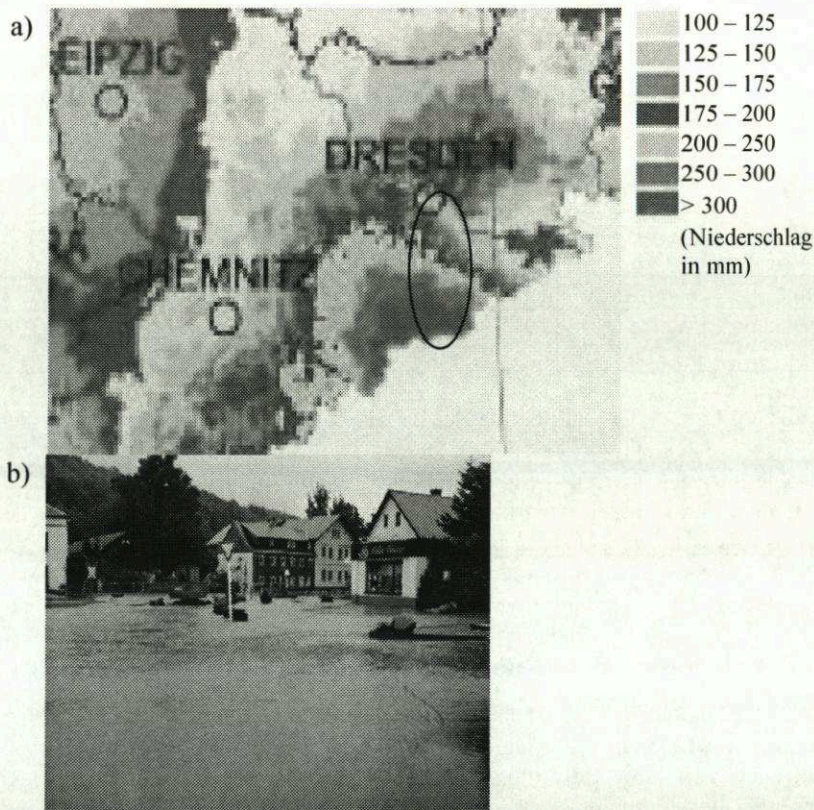 a)
EIPZIG
DRESDEN
CHEMNITZ
100 – 125
125 – 150
150 – 175
175 – 200
200 – 250
250 – 300
> 300
(Niederschlag
in mm)
b)